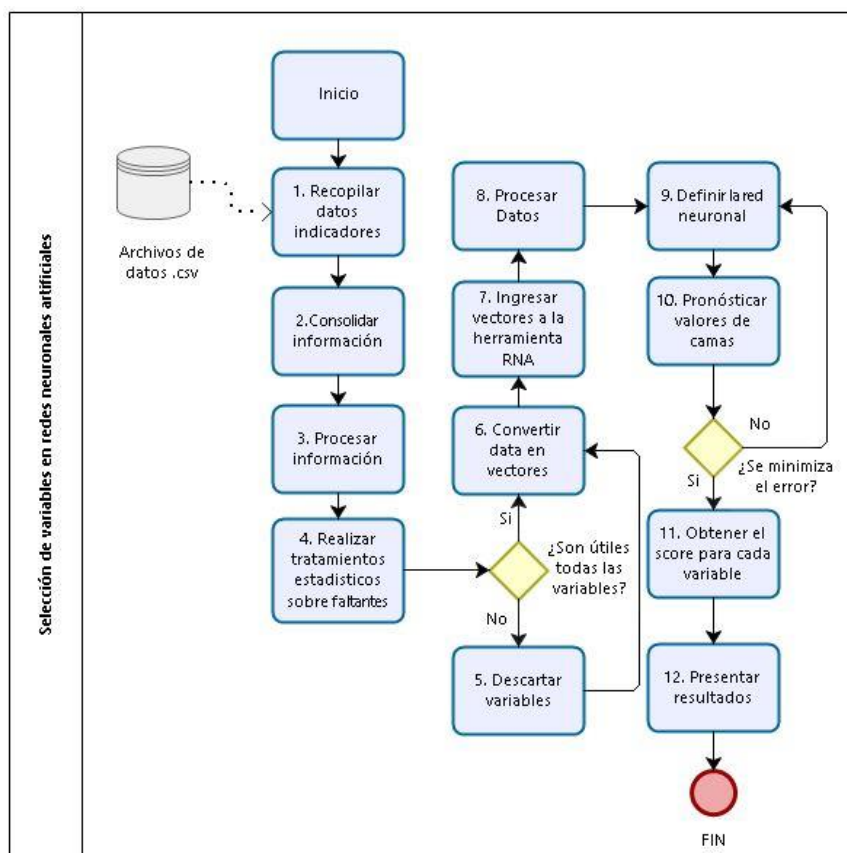 Selección de variables en redes neuronales artificiales
Inicio
Archivos de
datos .csv
1. Recopilar
datos
indicadores
2.Consolidar
información
3. Procesar
información
4. Realizar
tratamientos
estadisticos
sobre faltantes
¿Son útiles
todas las
variables?
Si
No
5. Descartar
variables
6. Convertir
data en
vectores
7. Ingresar
vectores a la
herramienta
RNA
8. Procesar
Datos
9. Definir la red
neuronal
10. Pronósticar
valores de
camas
No
¿Se minimiza
el error?
Si
11. Obtener el
score para cada
variable
12. Presentar
resultados
FIN